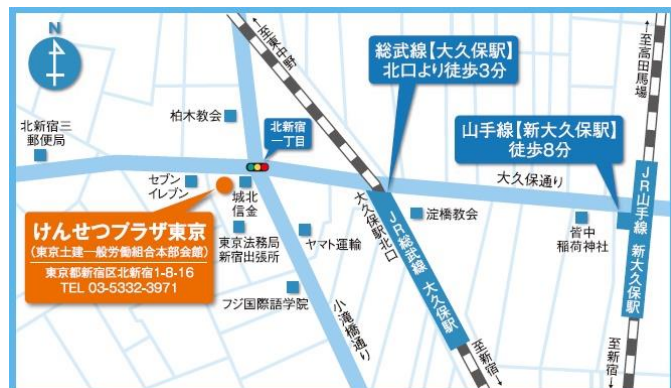 N
至東中野
総武線【大久保駅】
北口より徒歩3分
至高田馬場
山手線【新大久保駅】
徒歩8分
柏木教会
北新宿
一丁目
北新宿三
郵便局
大久保通り
セブン
イレブン
城北
信金
けんせつプラザ東京
(東京土建一般労働組合本部会館)
東京都新宿区北新宿1-8-16
TEL 03-5332-3971
東京法務局
新宿出張所
ヤマト運輸
大久保駅北口
JR総武線 大久保駅
淀橋教会
皆中
稲荷神社
JR山手線 新大久保駅
フジ国際語学院
小滝橋通り
至新宿
至新宿